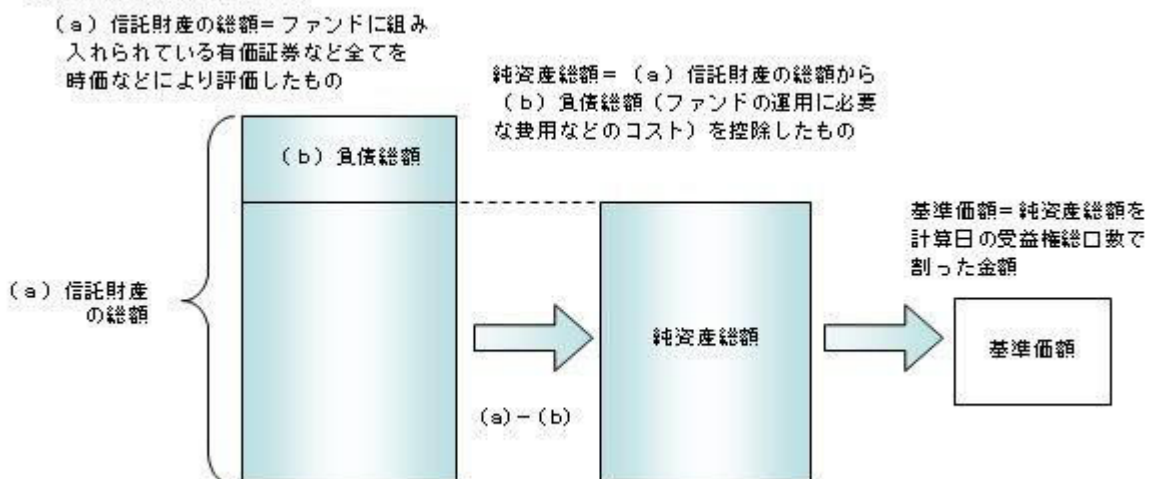 (a)信託財産の総額=ファンドに組み
入れられている有価証券など全てを
時価などにより評価したもの
純資産総額=(a)信託財産の総額から
(b)負債総額(ファンドの運用に必要
な費用などのコスト)を控除したもの
(b)負債総額
基準価額=純資産総額を
計算日の受益権総口数で
割った金額
(a)信託財産
の総額
純資産総額
基準価額
(a)-(b)